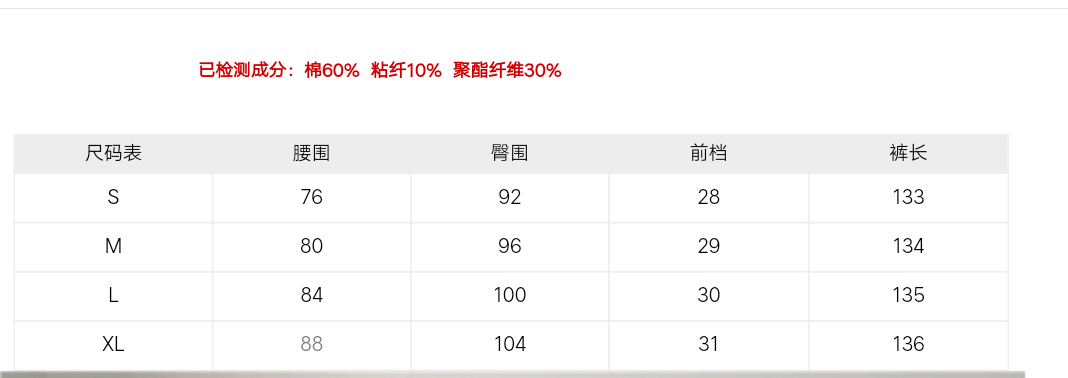 已检测成分：棉60%  粘纤10%  聚酯纤维30%
尺码表 腰围 臀围 前档 裤长
S 76 92 28 133
M 80 96 29 134
L 84 100 30 135
XL 88 104 31 136